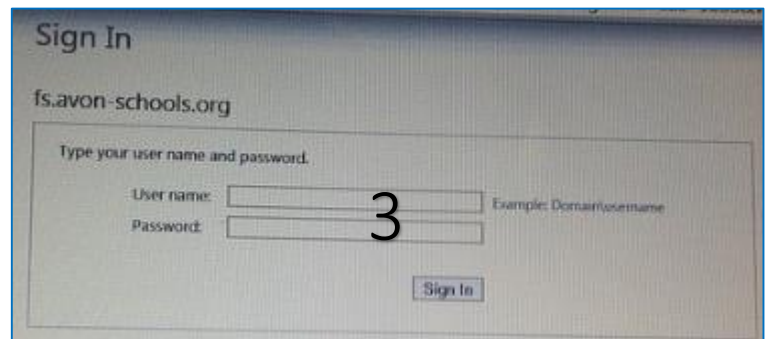 Sign In
fs.avon-schools.org
Type your user name and password.
User name: Example: Domain\username
3
Password:
Sign In